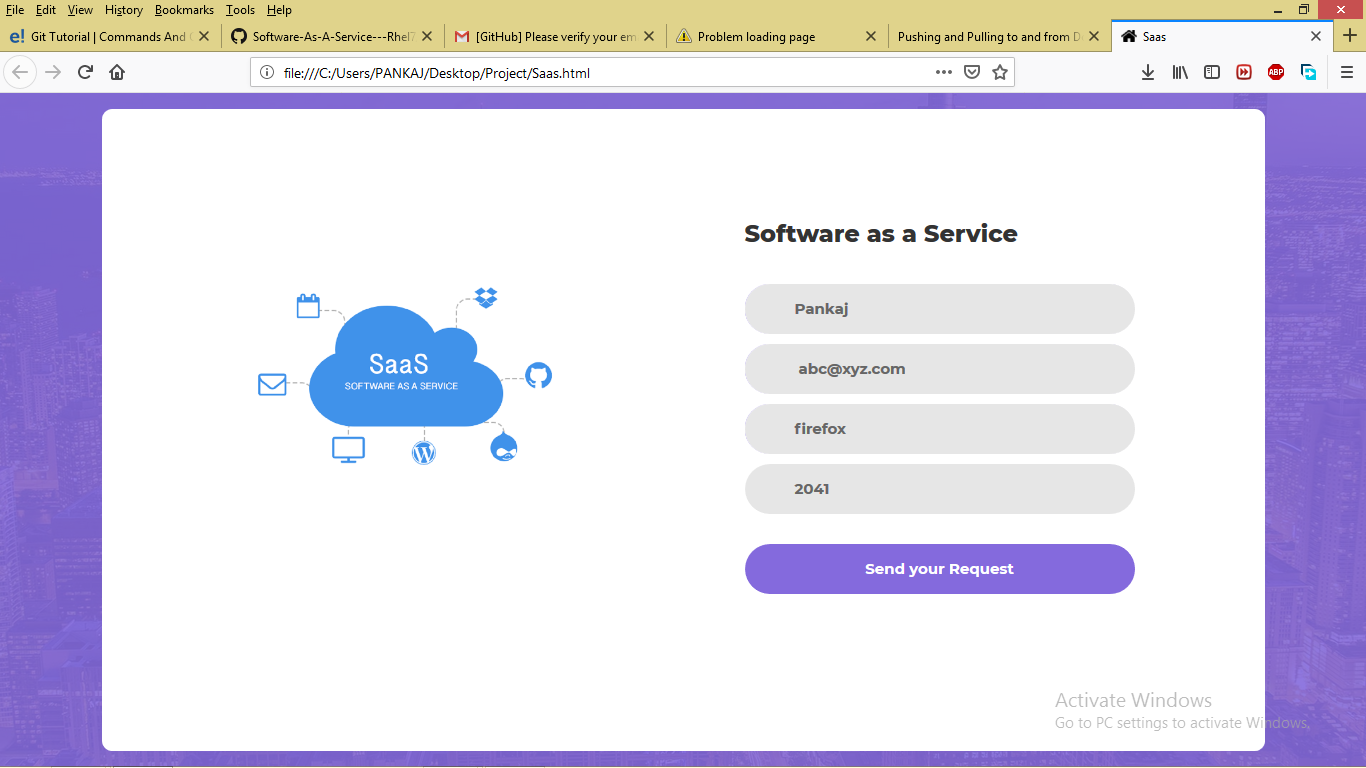 File Edit View History Bookmarks Tools Help
Git Tutorial | Commands And
Software-As-A-Service---Rhel7
[GitHub] Please verify your em
Problem loading page
Pushing and Pulling to and from
Saas
file:///C:/Users/PANKAJ/Desktop/Project/Saas.html
ABP
Software as a Service
SaaS
SOFTWARE AS A SERVICE
Pankaj
abc@xyz.com
firefox
2041
Send your Request
Activate Windows
Go to PC settings to activate Windows.